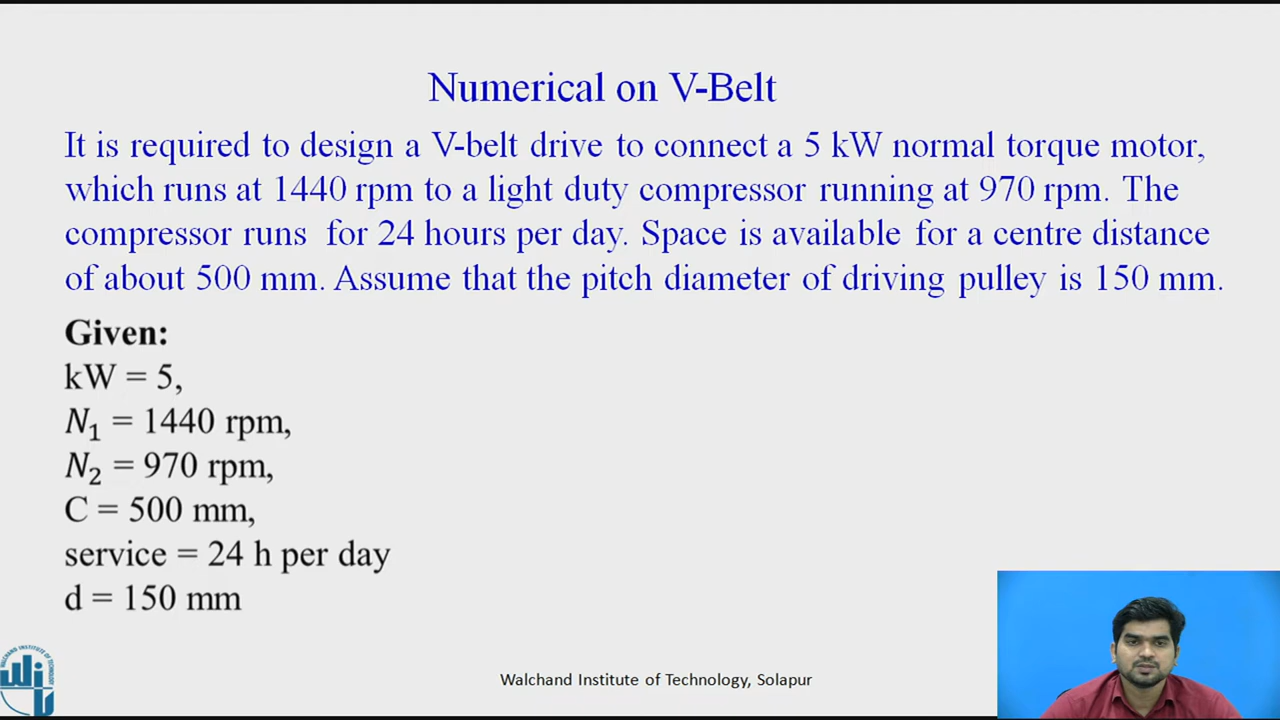 Numerical on V-Belt
It is required to design a V-belt drive to connect a 5 kW normal torque motor,
which runs at 1440 rpm to a light duty compressor running at 970 rpm. The
compressor runs for 24 hours per day. Space is available for a centre distance
of about 500 mm. Assume that the pitch diameter of driving pulley is 150 mm.
Given:
kW = 5,
N₁ = 1440 rpm,
N₂ = 970 rpm,
C = 500 mm,
service = 24 h per day
d = 150 mm
Walchand Institute of Technology, Solapur